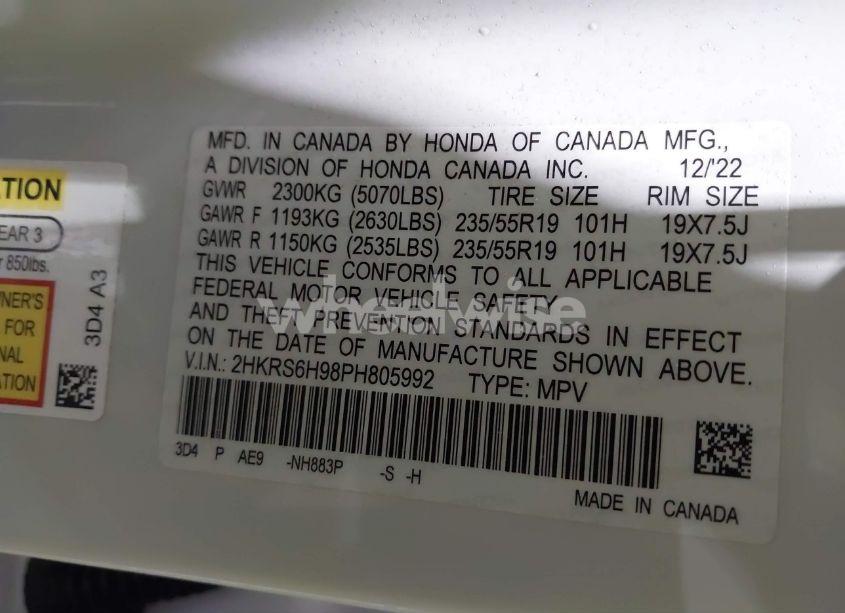 ATION
EAR 3
r 850lbs.
WNER'S
FOR
NAL
ATION
3D4 A3
MFD. IN CANADA BY HONDA OF CANADA MFG.,
A DIVISION OF HONDA CANADA INC. 12/'22
GVWR 2300KG (5070LBS) TIRE SIZE RIM SIZE
GAWR F 1193KG (2630LBS) 235/55R19 101H 19X7.5J
GAWR R 1150KG (2535LBS) 235/55R19 101H 19X7.5J
THIS VEHICLE CONFORMS TO ALL APPLICABLE
FEDERAL MOTOR VEHICLE SAFETY
AND THEFT PREVENTION STANDARDS IN EFFECT
ON THE DATE OF MANUFACTURE SHOWN ABOVE.
V.I.N.: 2HKRS6H98PH805992 TYPE: MPV
3D4 P AE9 -NH883P -S -H
MADE IN CANADA
wheelwise